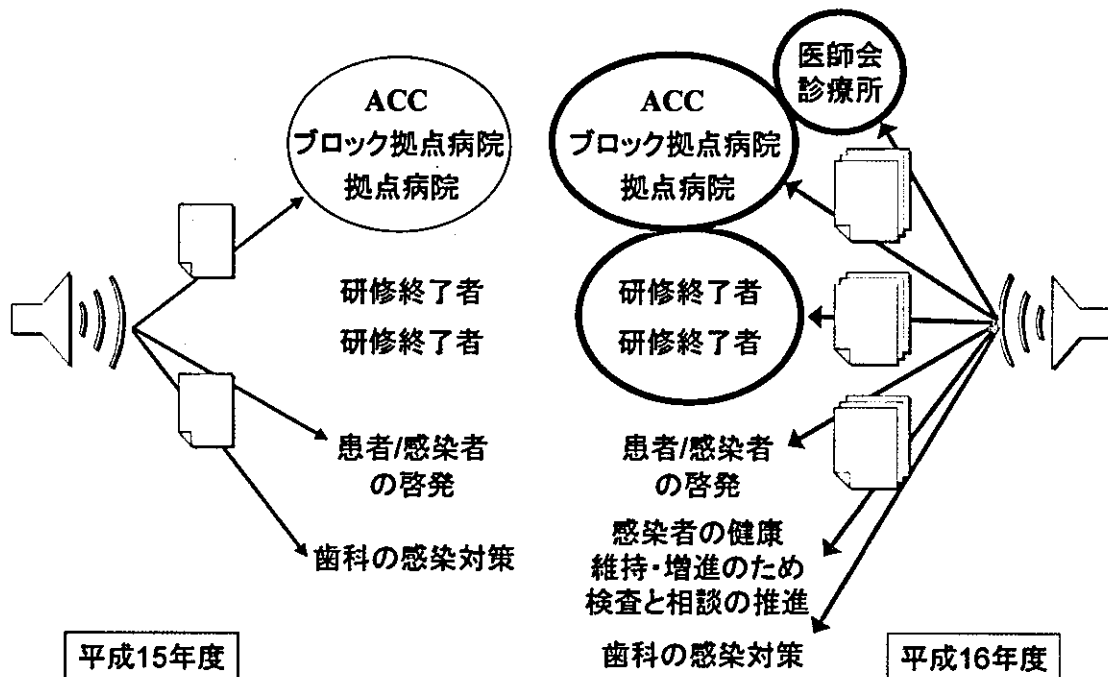 ACC
ブロック拠点病院
拠点病院
研修終了者
研修終了者
患者/感染者
の啓発
歯科の感染対策
平成15年度
医師会
診療所
ACC
ブロック拠点病院
拠点病院
研修終了者
研修終了者
患者/感染者
の啓発
感染者の健康
維持・増進のため
検査と相談の推進
歯科の感染対策
平成16年度